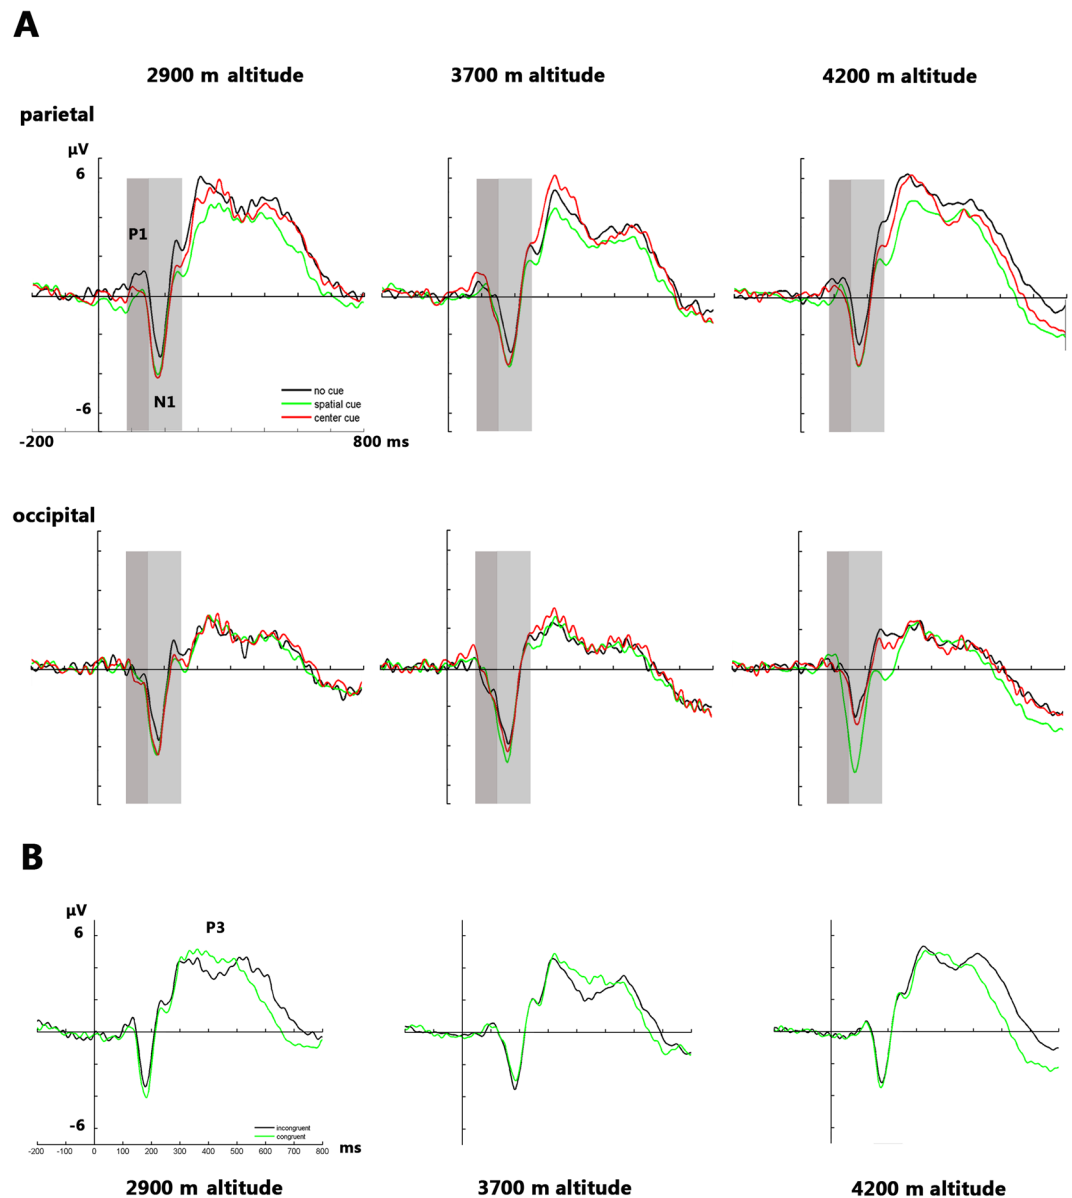 A
2900 m altitude
3700 m altitude
4200 m altitude
parietal
μV
6
P1
N1
-6
no cue
spatial cue
center cue
-200
800 ms
occipital
B
μV
6
P3
-6
incongruent
congruent
-200 -100 0 100 200 300 400 500 600 700 800
ms
2900 m altitude
3700 m altitude
4200 m altitude